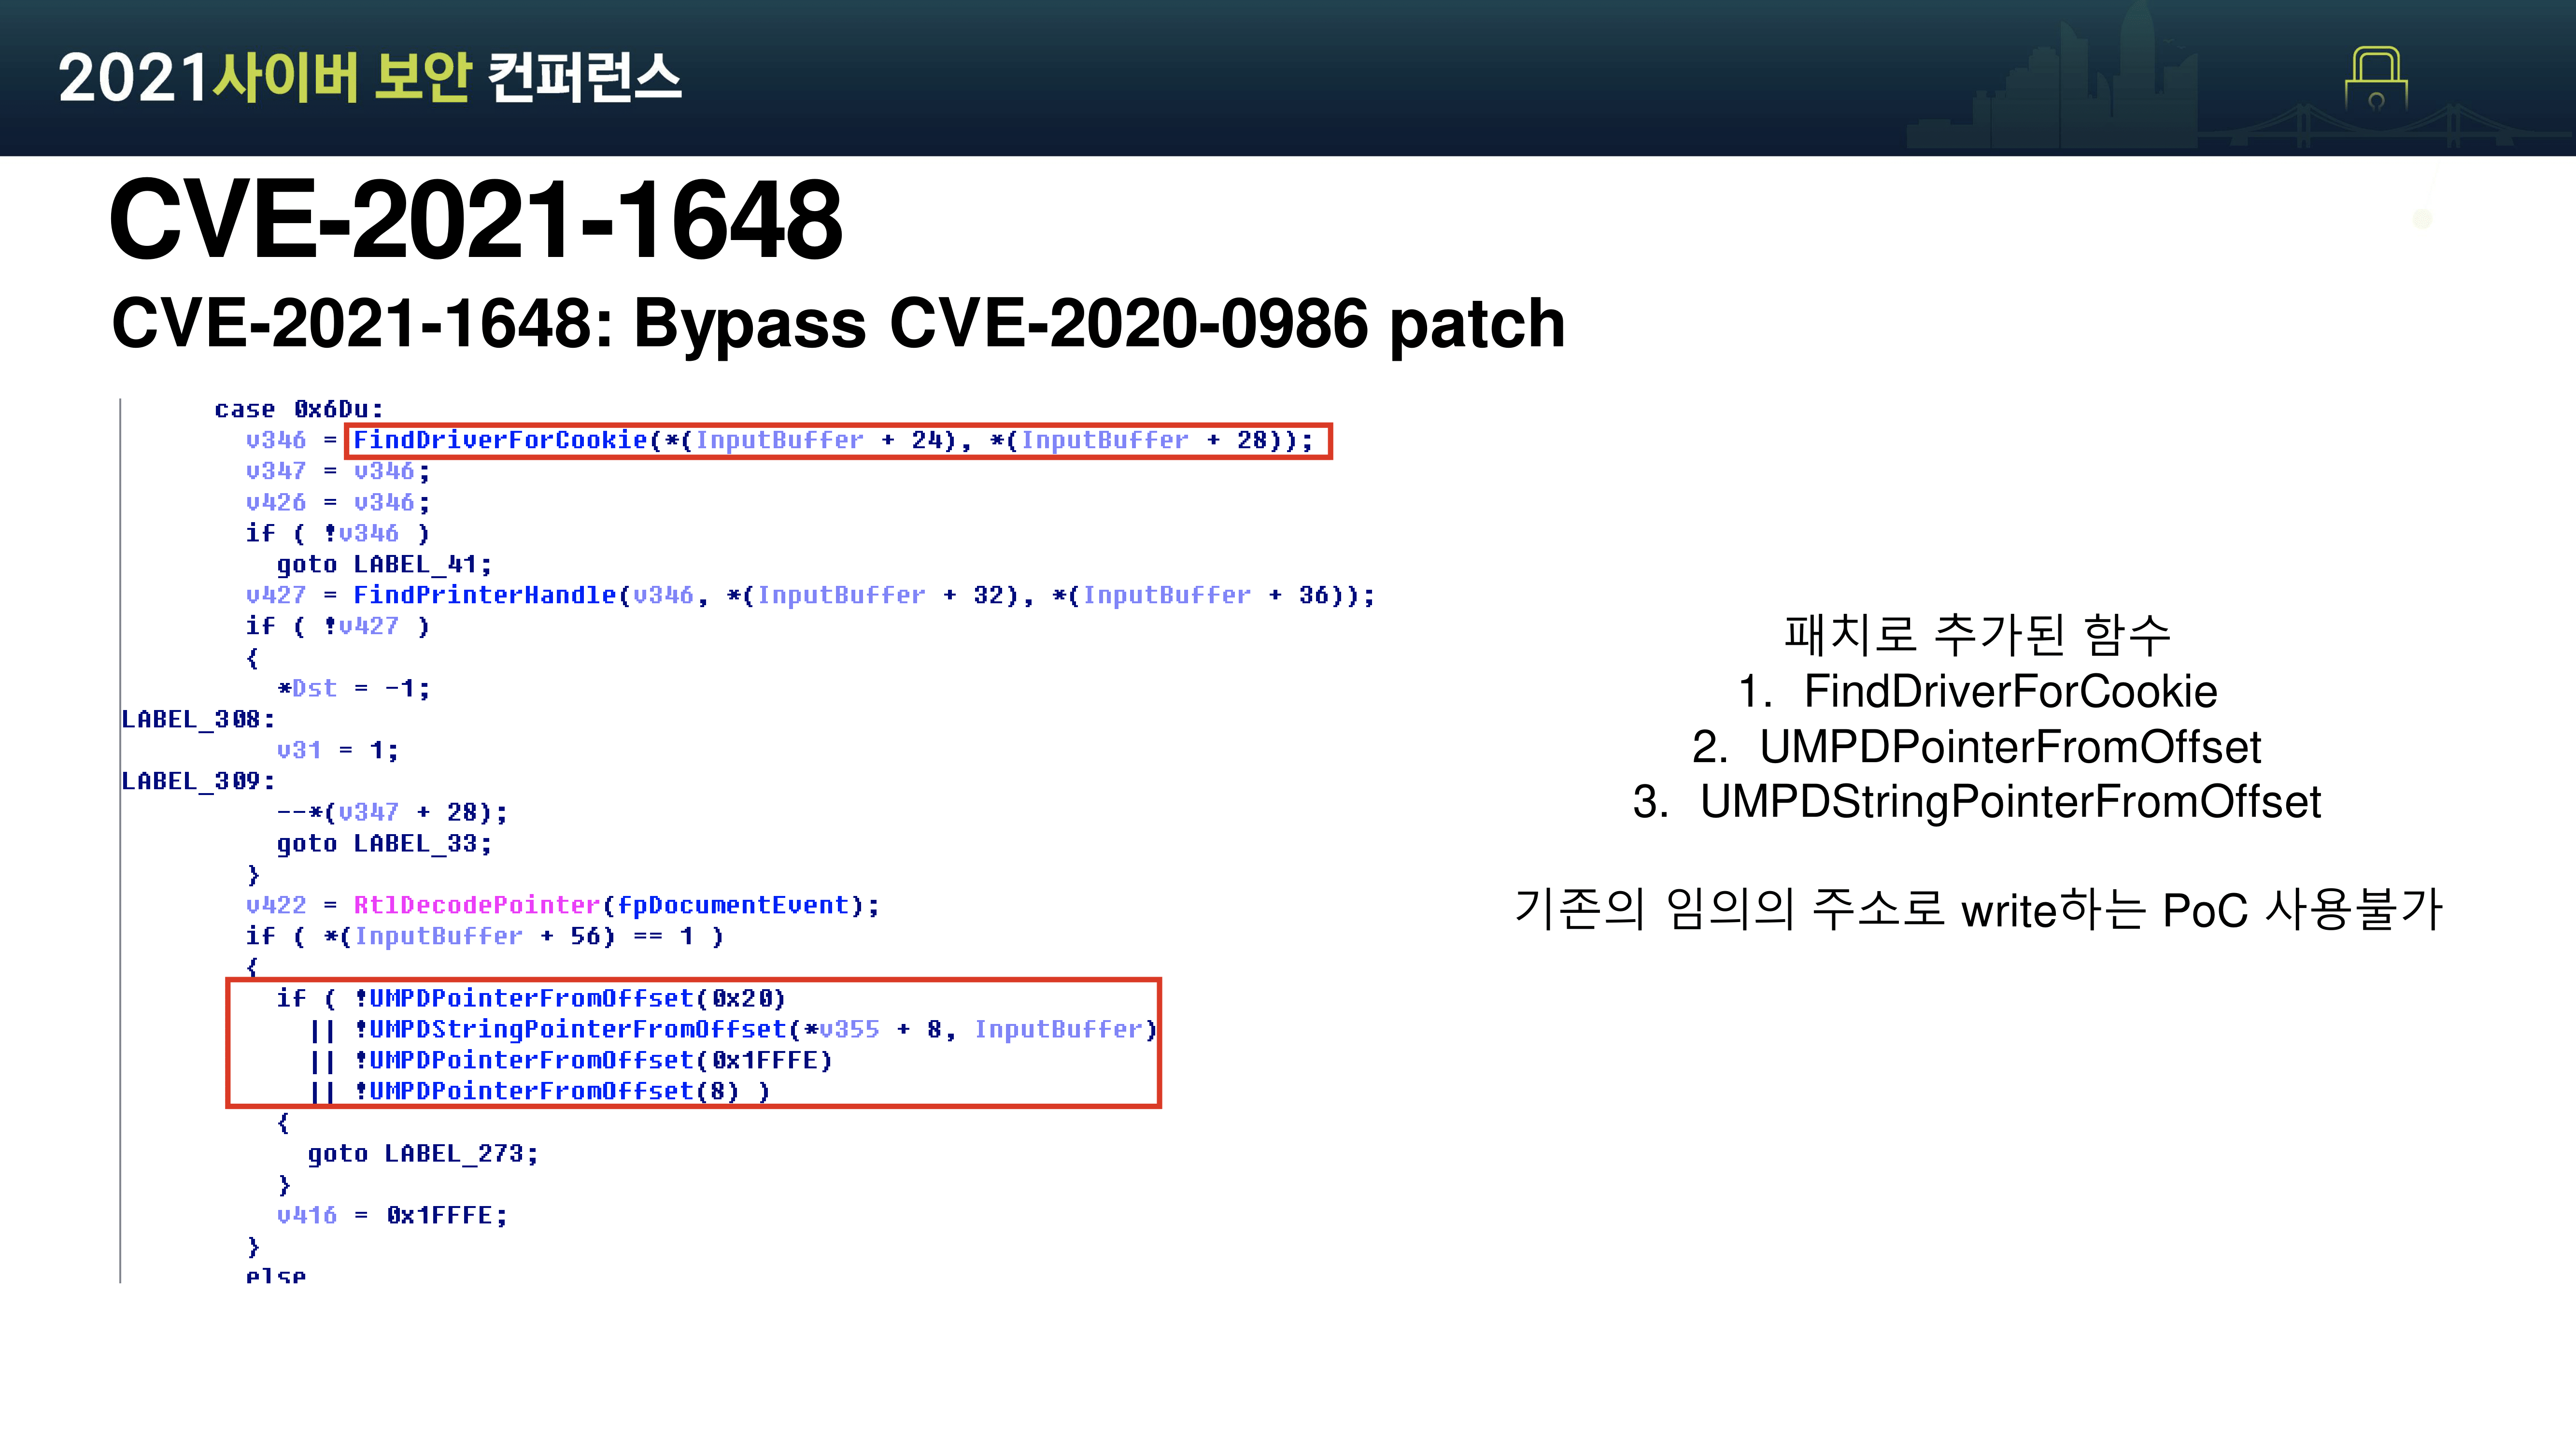 2021사이버 보안 컨퍼런스
CVE-2021-1648
CVE-2021-1648: Bypass CVE-2020-0986 patch
case 0x6Du:
v346 = FindDriverForCookie(*(InputBuffer + 24), *(InputBuffer + 28));
v347 = v346;
v426 = v346;
if ( !v346 )
goto LABEL_41;
v427 = FindPrinterHandle(v346, *(InputBuffer + 32), *(InputBuffer + 36));
if ( !v427 )
{
*Dst = -1;
LABEL_308:
v31 = 1;
LABEL_309:
--*(v347 + 28);
goto LABEL_33;
}
v422 = RtlDecodePointer(fpDocumentEvent);
if ( *(InputBuffer + 56) == 1 )
{
if ( !UMPDPointerFromOffset(0x20)
|| !UMPDStringPointerFromOffset(*v355 + 8, InputBuffer)
|| !UMPDPointerFromOffset(0x1FFFE)
|| !UMPDPointerFromOffset(8) )
{
goto LABEL_273;
}
v416 = 0x1FFFE;
}
else
패치로 추가된 함수
1. FindDriverForCookie
2. UMPDPointerFromOffset
3. UMPDStringPointerFromOffset
기존의 임의의 주소로 write하는 PoC 사용불가